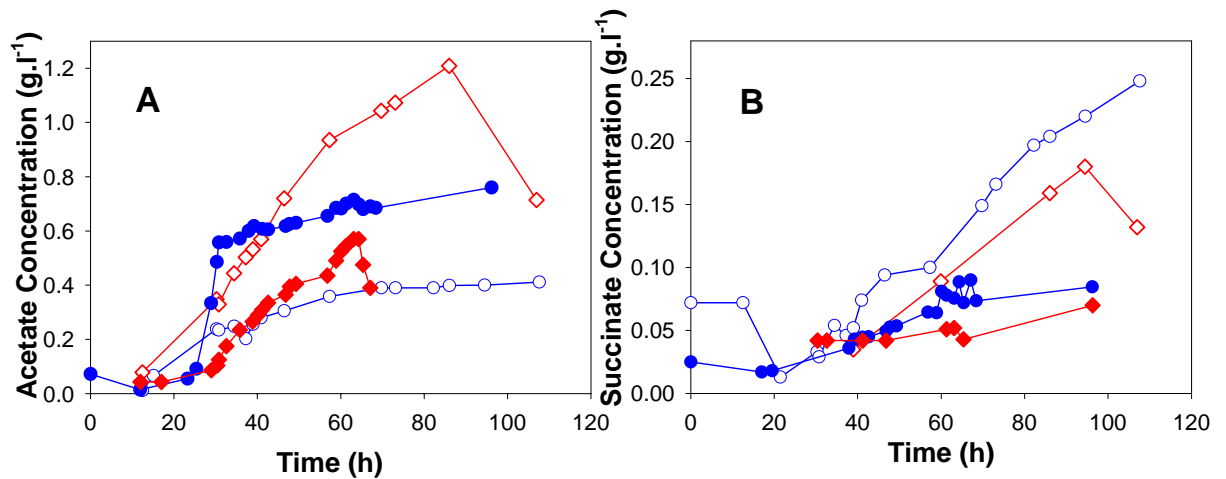 Acetate Concentration (g.l-1)
1.2
1.0
0.8
0.6
0.4
0.2
0.0
A
0 20 40 60 80 100 120
Time (h)
Succinate Concentration (g.l-1)
0.25
0.20
0.15
0.10
0.05
0.00
B
0 20 40 60 80 100 120
Time (h)